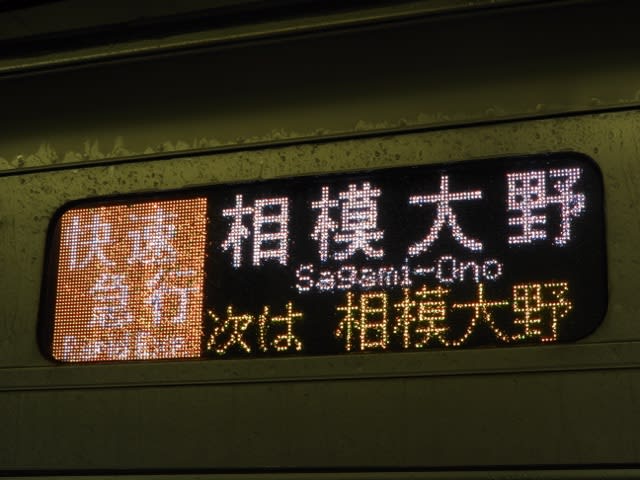 快速
急行
Rapid Exp.
相模大野
Sagami-Ono
次は 相模大野